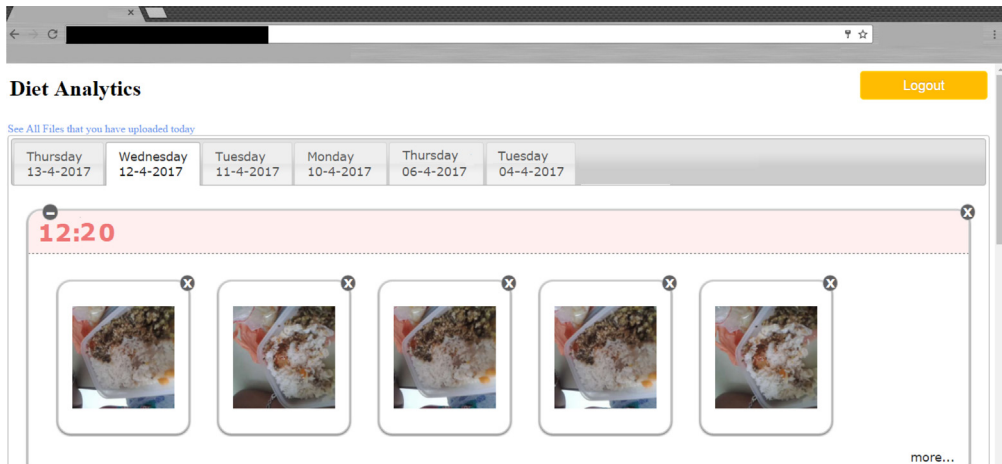 Diet Analytics
Logout
See All Files that you have uploaded today
Thursday
13-4-2017
Wednesday
12-4-2017
Tuesday
11-4-2017
Monday
10-4-2017
Thursday
06-4-2017
Tuesday
04-4-2017
12:20
more...